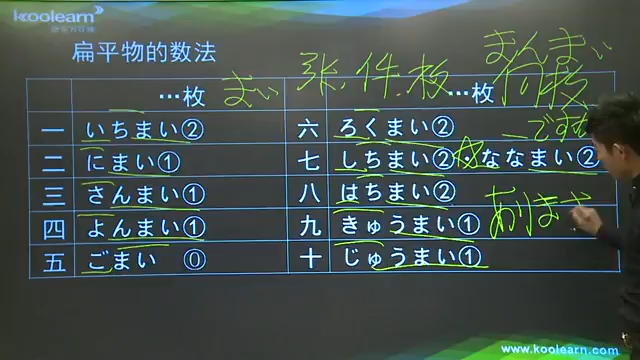 koolearn
新东方在线
扁平物的数法
张、件、枚
まんまい
何枚
…枚 まい …枚
_ですか
一 いちまい② 六 ろくまい②
二 にまい① 七 しちまい②・ななまい②
三 さんまい① 八 はちまい②
四 よんまい① 九 きゅうまい①
あります
五 ごまい ⓪ 十 じゅうまい①
www.koolearn.com